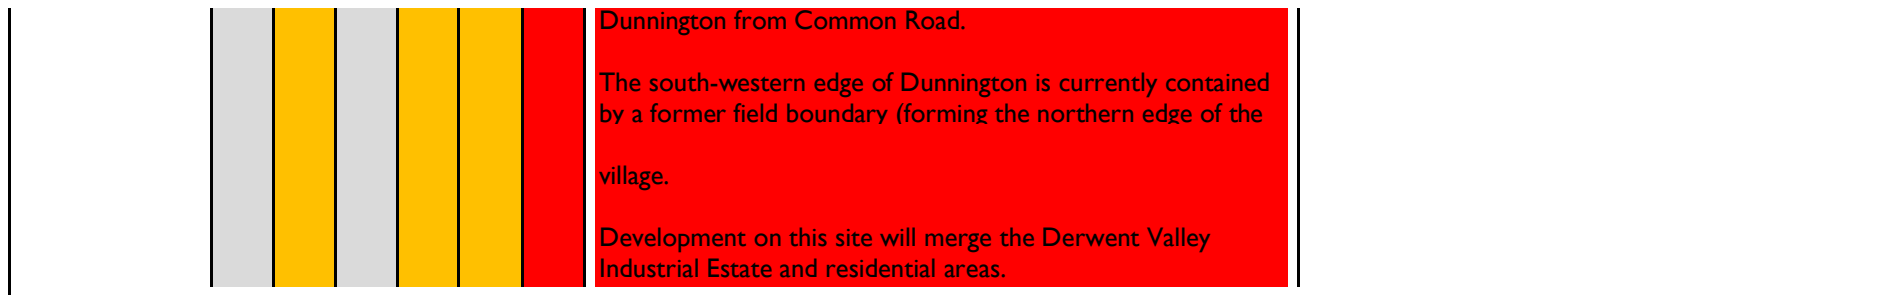 Dunnington from Common Road.
The south-western edge of Dunnington is currently contained
by a former field boundary (forming the northern edge of the
village.
Development on this site will merge the Derwent Valley
Industrial Estate and residential areas.